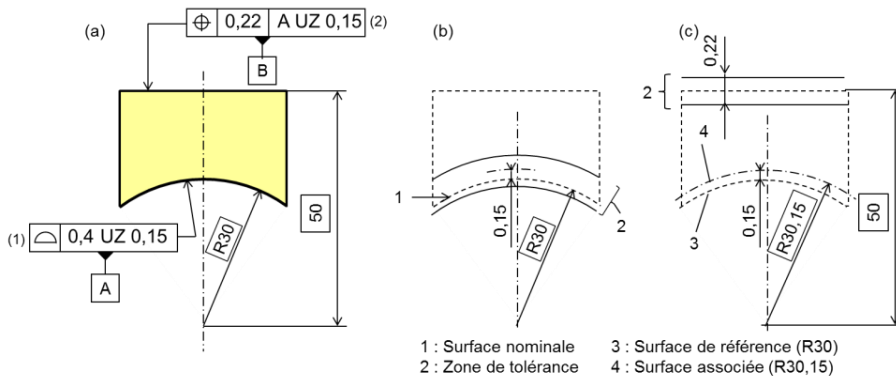 (a)
⌖ 0,22 A UZ 0,15 (2)
B
50
R30
(1) ⌓ 0,4 UZ 0,15
A
(b)
1
0,15
R30
2
(c)
0,22
2
4
0,15
3
R30,15
50
1 : Surface nominale
2 : Zone de tolérance
3 : Surface de référence (R30)
4 : Surface associée (R30,15)